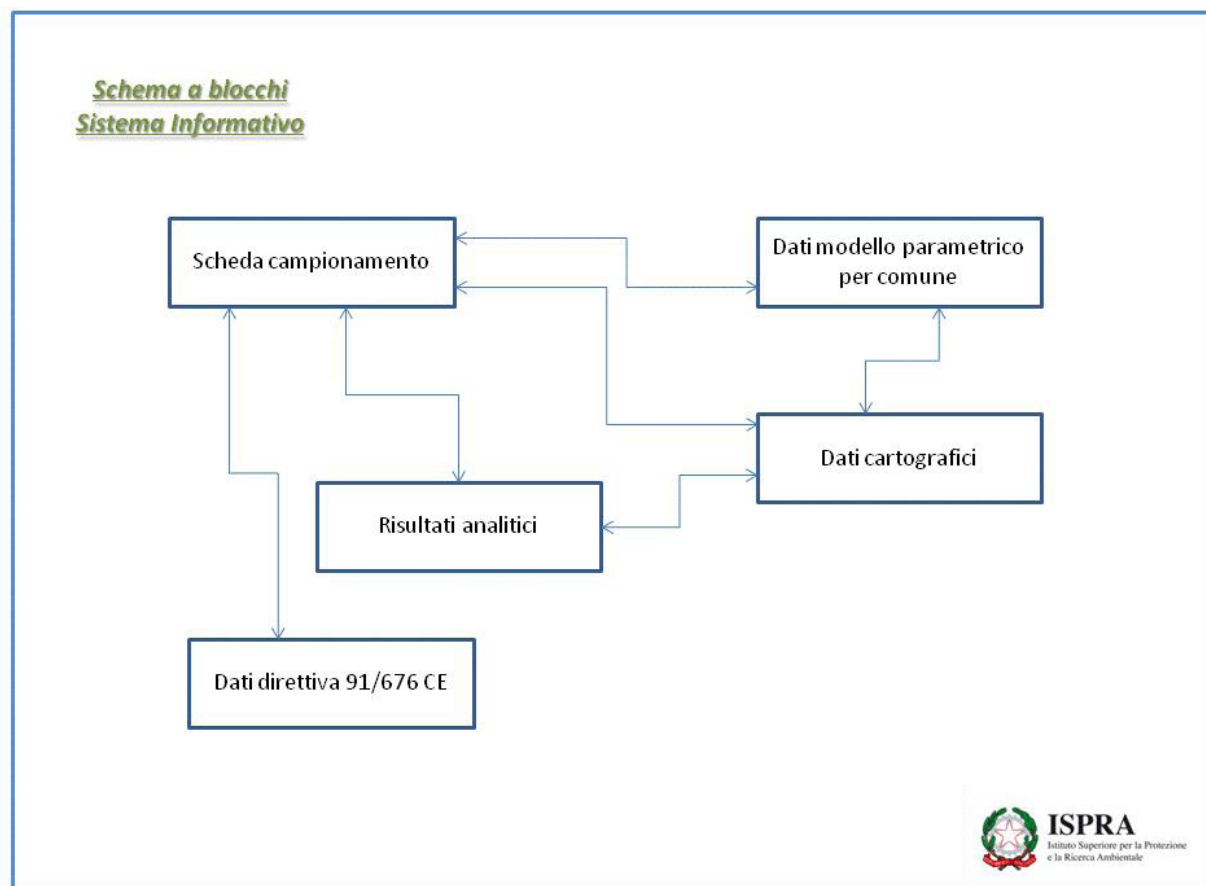 Schema a blocchi
Sistema Informativo
Scheda campionamento
Dati modello parametrico
per comune
Dati cartografici
Risultati analitici
Dati direttiva 91/676 CE
ISPRA
Istituto Superiore per la Protezione
e la Ricerca Ambientale